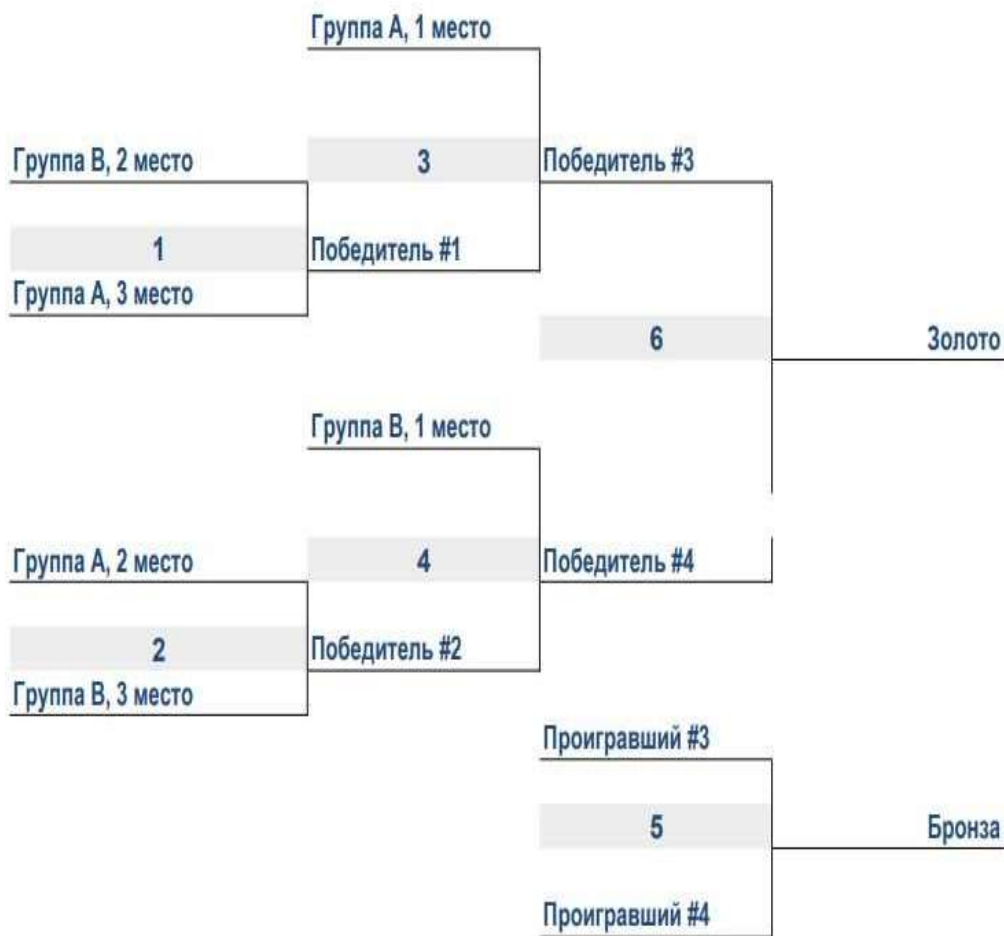 Группа A, 1 место
Группа B, 2 место
3
Победитель #3
1
Победитель #1
Группа A, 3 место
6
Золото
Группа B, 1 место
Группа A, 2 место
4
Победитель #4
2
Победитель #2
Группа B, 3 место
Проигравший #3
5
Бронза
Проигравший #4